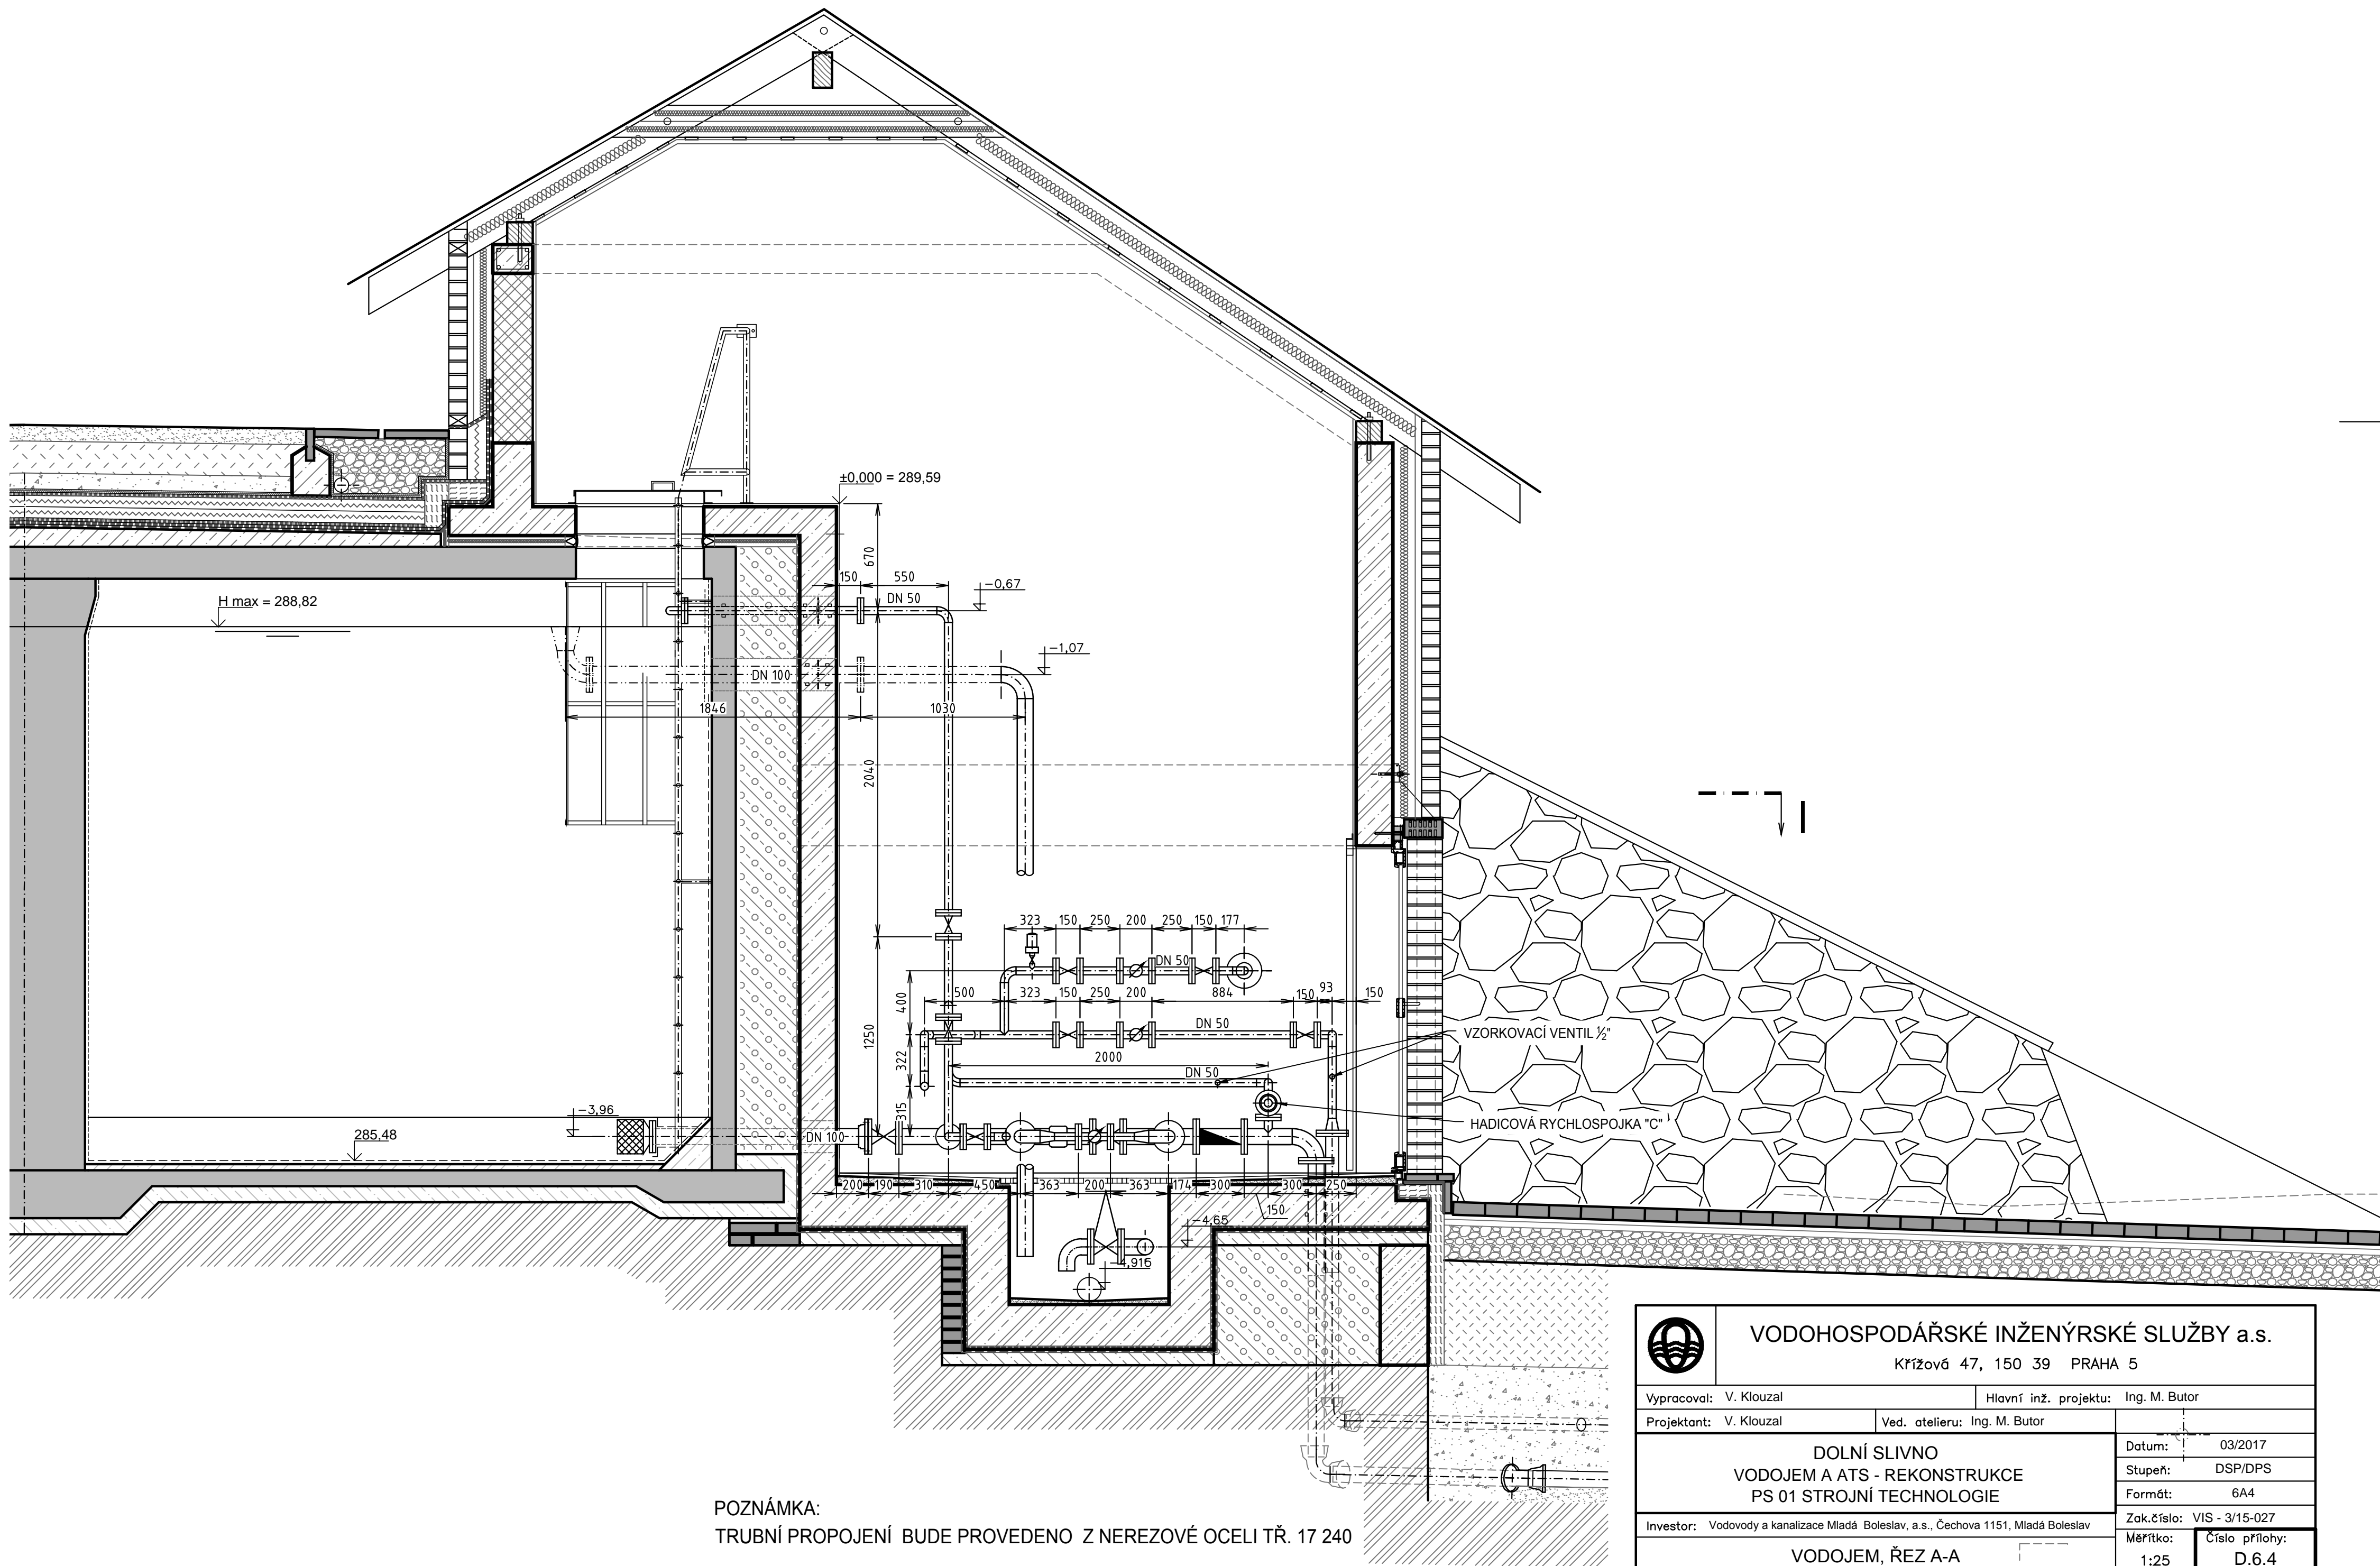 ±0,000 = 289,59
670
150
550
DN 50
−0,67
H max = 288,82
−1,07
DN 100
1846
1030
2040
323
150
250
200
250
150
177
DN 50
500
323
150
250
200
884
150
93
150
400
DN 50
1250
VZORKOVACÍ VENTIL ½"
322
2000
DN 50
315
−3,96
HADICOVÁ RYCHLOSPOJKA "C"
285,48
DN 100
200
190
310
450
363
200
363
174
300
300
250
150
−4,65
−4,915
I
POZNÁMKA:
TRUBNÍ PROPOJENÍ BUDE PROVEDENO Z NEREZOVÉ OCELI TŘ. 17 240
VODOHOSPODÁŘSKÉ INŽENÝRSKÉ SLUŽBY a.s.
Křížová 47, 150 39 PRAHA 5
Vypracoval: V. Klouzal
Hlavní inž. projektu: Ing. M. Butor
Projektant: V. Klouzal
Ved. atelieru: Ing. M. Butor
DOLNÍ SLIVNO
VODOJEM A ATS - REKONSTRUKCE
PS 01 STROJNÍ TECHNOLOGIE
Datum: 03/2017
Stupeň: DSP/DPS
Formát: 6A4
Zak.číslo: VIS - 3/15-027
Investor: Vodovody a kanalizace Mladá Boleslav, a.s., Čechova 1151, Mladá Boleslav
Měřítko:
1:25
Číslo přílohy:
D.6.4
VODOJEM, ŘEZ A-A